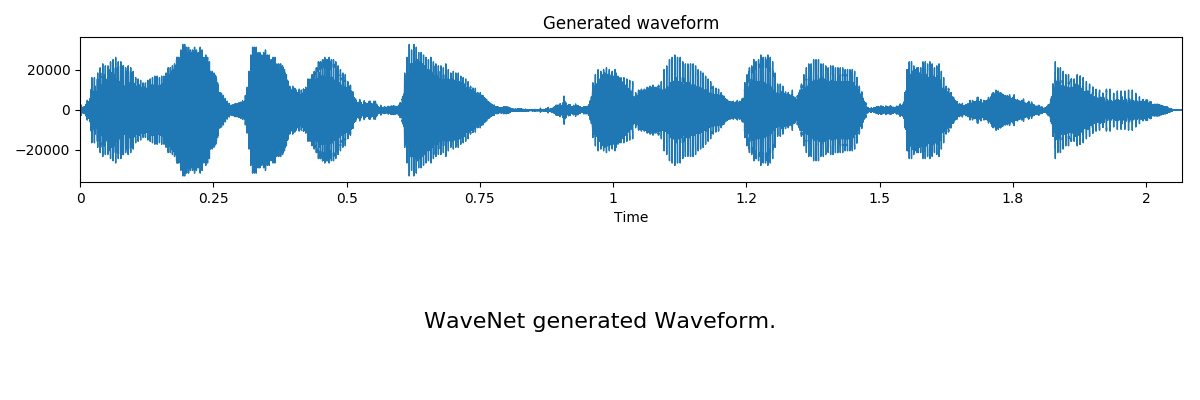 Generated waveform
20000
0
−20000
0 0.25 0.5 0.75 1 1.2 1.5 1.8 2
Time
WaveNet generated Waveform.